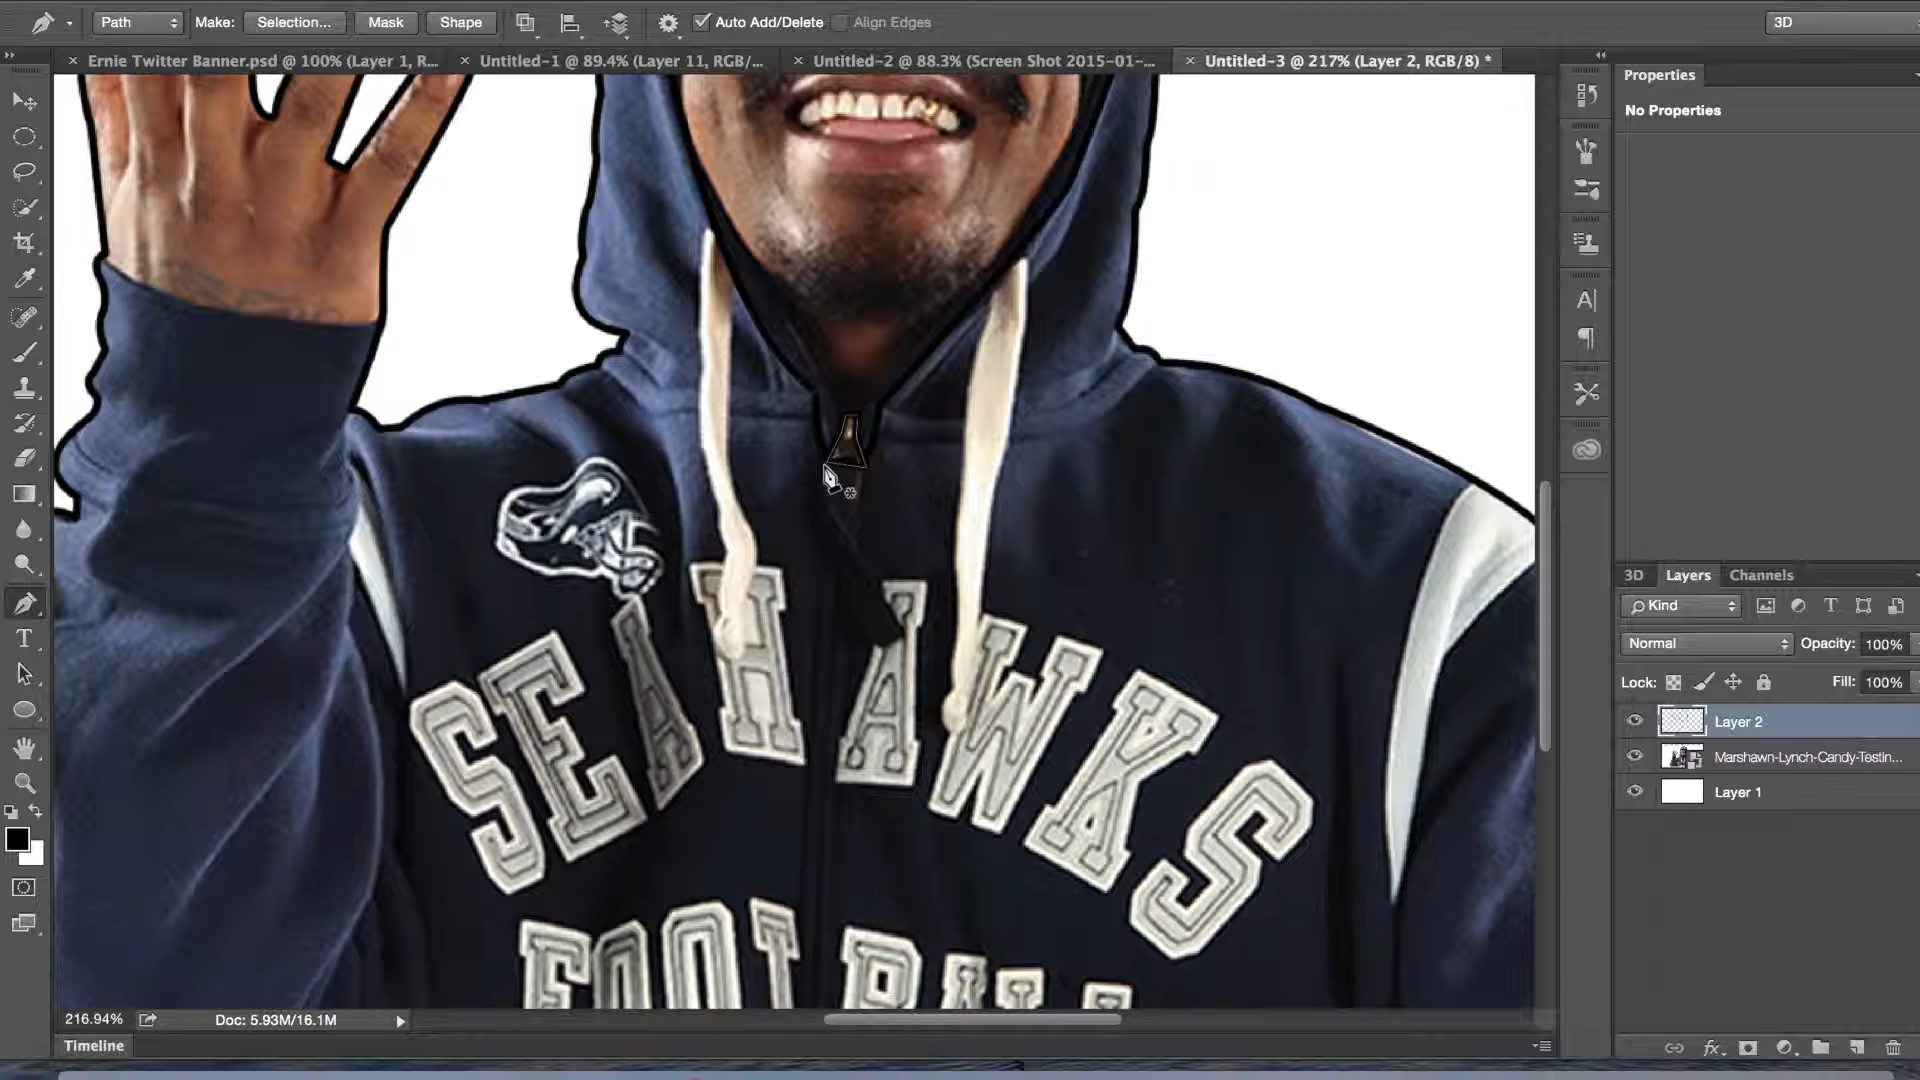 Path Make: Selection... Mask Shape Auto Add/Delete Align Edges 3D
× Ernie Twitter Banner.psd @ 100% (Layer 1, R... × Untitled-1 @ 89.4% (Layer 11, RGB/... × Untitled-2 @ 88.3% (Screen Shot 2015-01-... × Untitled-3 @ 217% (Layer 2, RGB/8) *
Properties
No Properties
SEAHAWKS
FOOTBALL
3D Layers Channels
Kind
Normal Opacity: 100%
Lock: Fill: 100%
Layer 2
Marshawn-Lynch-Candy-Testin...
Layer 1
216.94% Doc: 5.93M/16.1M
Timeline